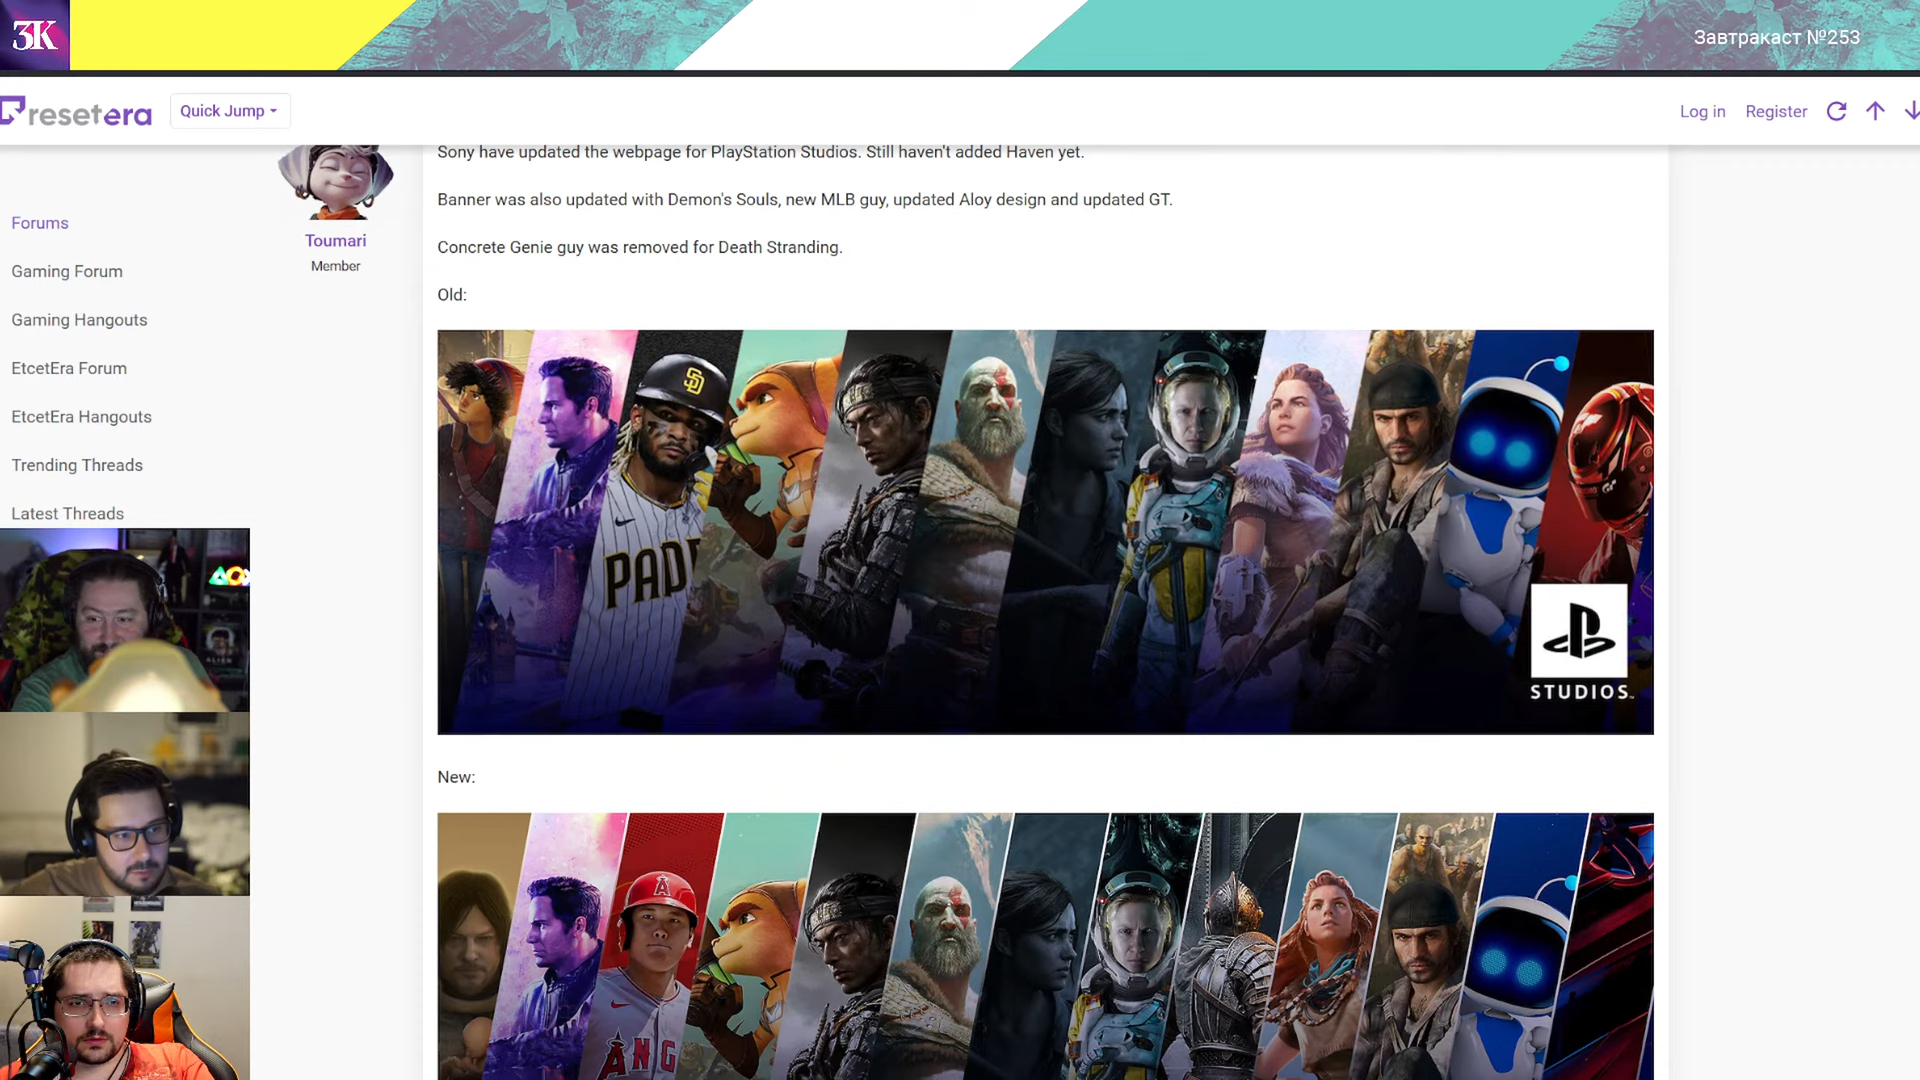 3K
Завтракаст №253
resetera
Quick Jump
Log in
Register
Sony have updated the webpage for PlayStation Studios. Still haven't added Haven yet.
Banner was also updated with Demon's Souls, new MLB guy, updated Aloy design and updated GT.
Concrete Genie guy was removed for Death Stranding.
Toumari
Member
Forums
Gaming Forum
Gaming Hangouts
EtcetEra Forum
EtcetEra Hangouts
Trending Threads
Latest Threads
Old:
SD
PAD
STUDIOS
ALIEN
New:
A
ANG